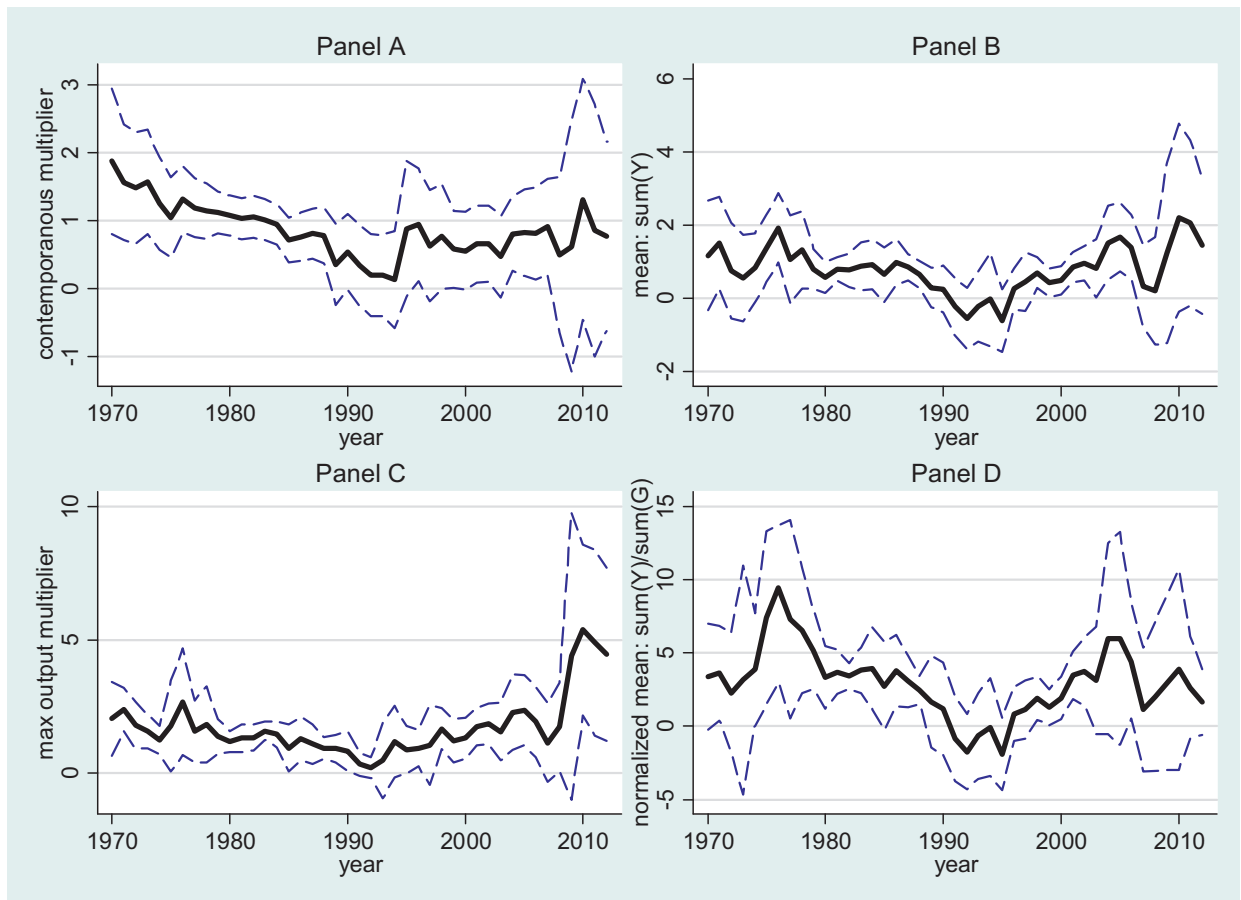 Panel A
contemporanous multiplier
3
2
1
0
-1
1970 1980 1990 2000 2010
year
Panel B
mean: sum(Y)
6
4
2
0
-2
1970 1980 1990 2000 2010
year
Panel C
max output multiplier
10
5
0
1970 1980 1990 2000 2010
year
Panel D
normalized mean: sum(Y)/sum(G)
15
10
5
0
-5
1970 1980 1990 2000 2010
year